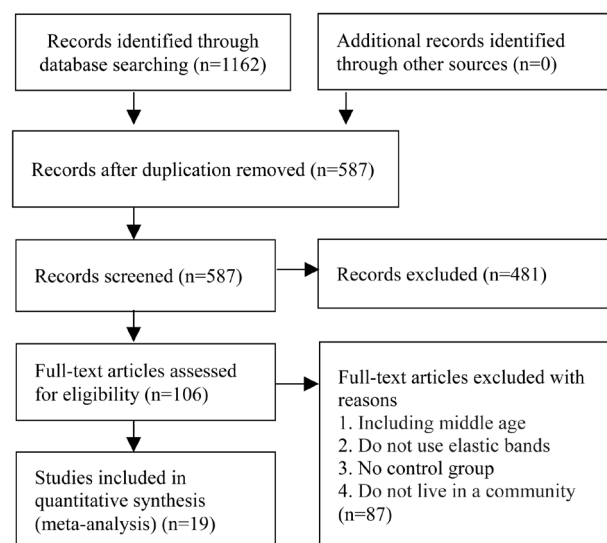 Records identified through
database searching (n=1162)
Additional records identified
through other sources (n=0)
Records after duplication removed (n=587)
Records screened (n=587)
Records excluded (n=481)
Full-text articles assessed
for eligibility (n=106)
Full-text articles excluded with
reasons
1. Including middle age
2. Do not use elastic bands
3. No control group
4. Do not live in a community
(n=87)
Studies included in
quantitative synthesis
(meta-analysis) (n=19)